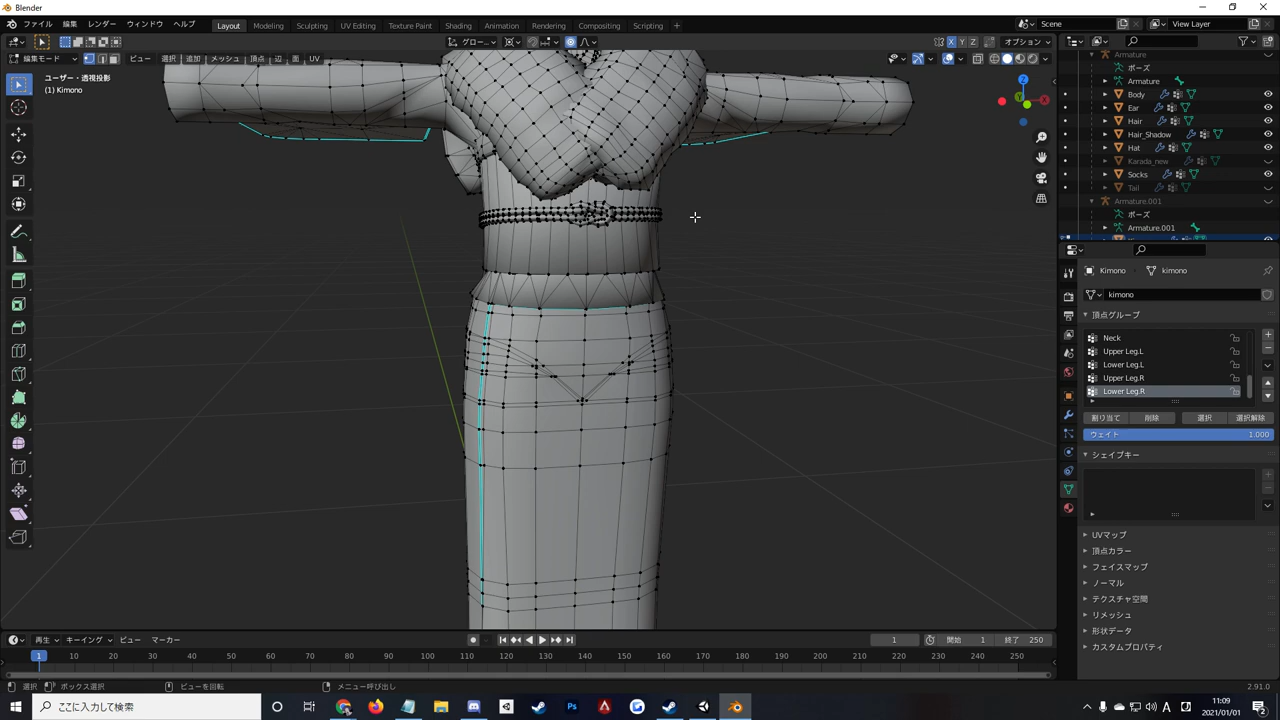 Blender
ファイル 編集 レンダー ウィンドウ ヘルプ Layout Modeling Sculpting UV Editing Texture Paint Shading Animation Rendering Compositing Scripting + Scene View Layer
グロー... X Y Z オプション
編集モード ビュー 選択 追加 メッシュ 頂点 辺 面 UV
ユーザー・透視投影
(1) Kimono
Armature
ポーズ
Armature
Body
Ear
Hair
Hair_Shadow
Hat
Karada_new
Socks
Tail
Armature.001
ポーズ
Armature.001
Z
X
Y
Kimono kimono
kimono
頂点グループ
Neck
Upper Leg.L
Lower Leg.L
Upper Leg.R
Lower Leg.R
割り当て 削除 選択 選択解除
ウェイト 1.000
シェイプキー
UVマップ
頂点カラー
フェイスマップ
ノーマル
テクスチャ空間
リメッシュ
形状データ
カスタムプロパティ
再生 キーイング ビュー マーカー 1 開始 1 終了 250
1 10 20 30 40 50 60 70 80 90 100 110 120 130 140 150 160 170 180 190 200 210 220 230 240 250
選択 ボックス選択 ビューを回転 メニュー呼び出し 2.91.0
ここに入力して検索 Ps A 11:09
2021/01/01